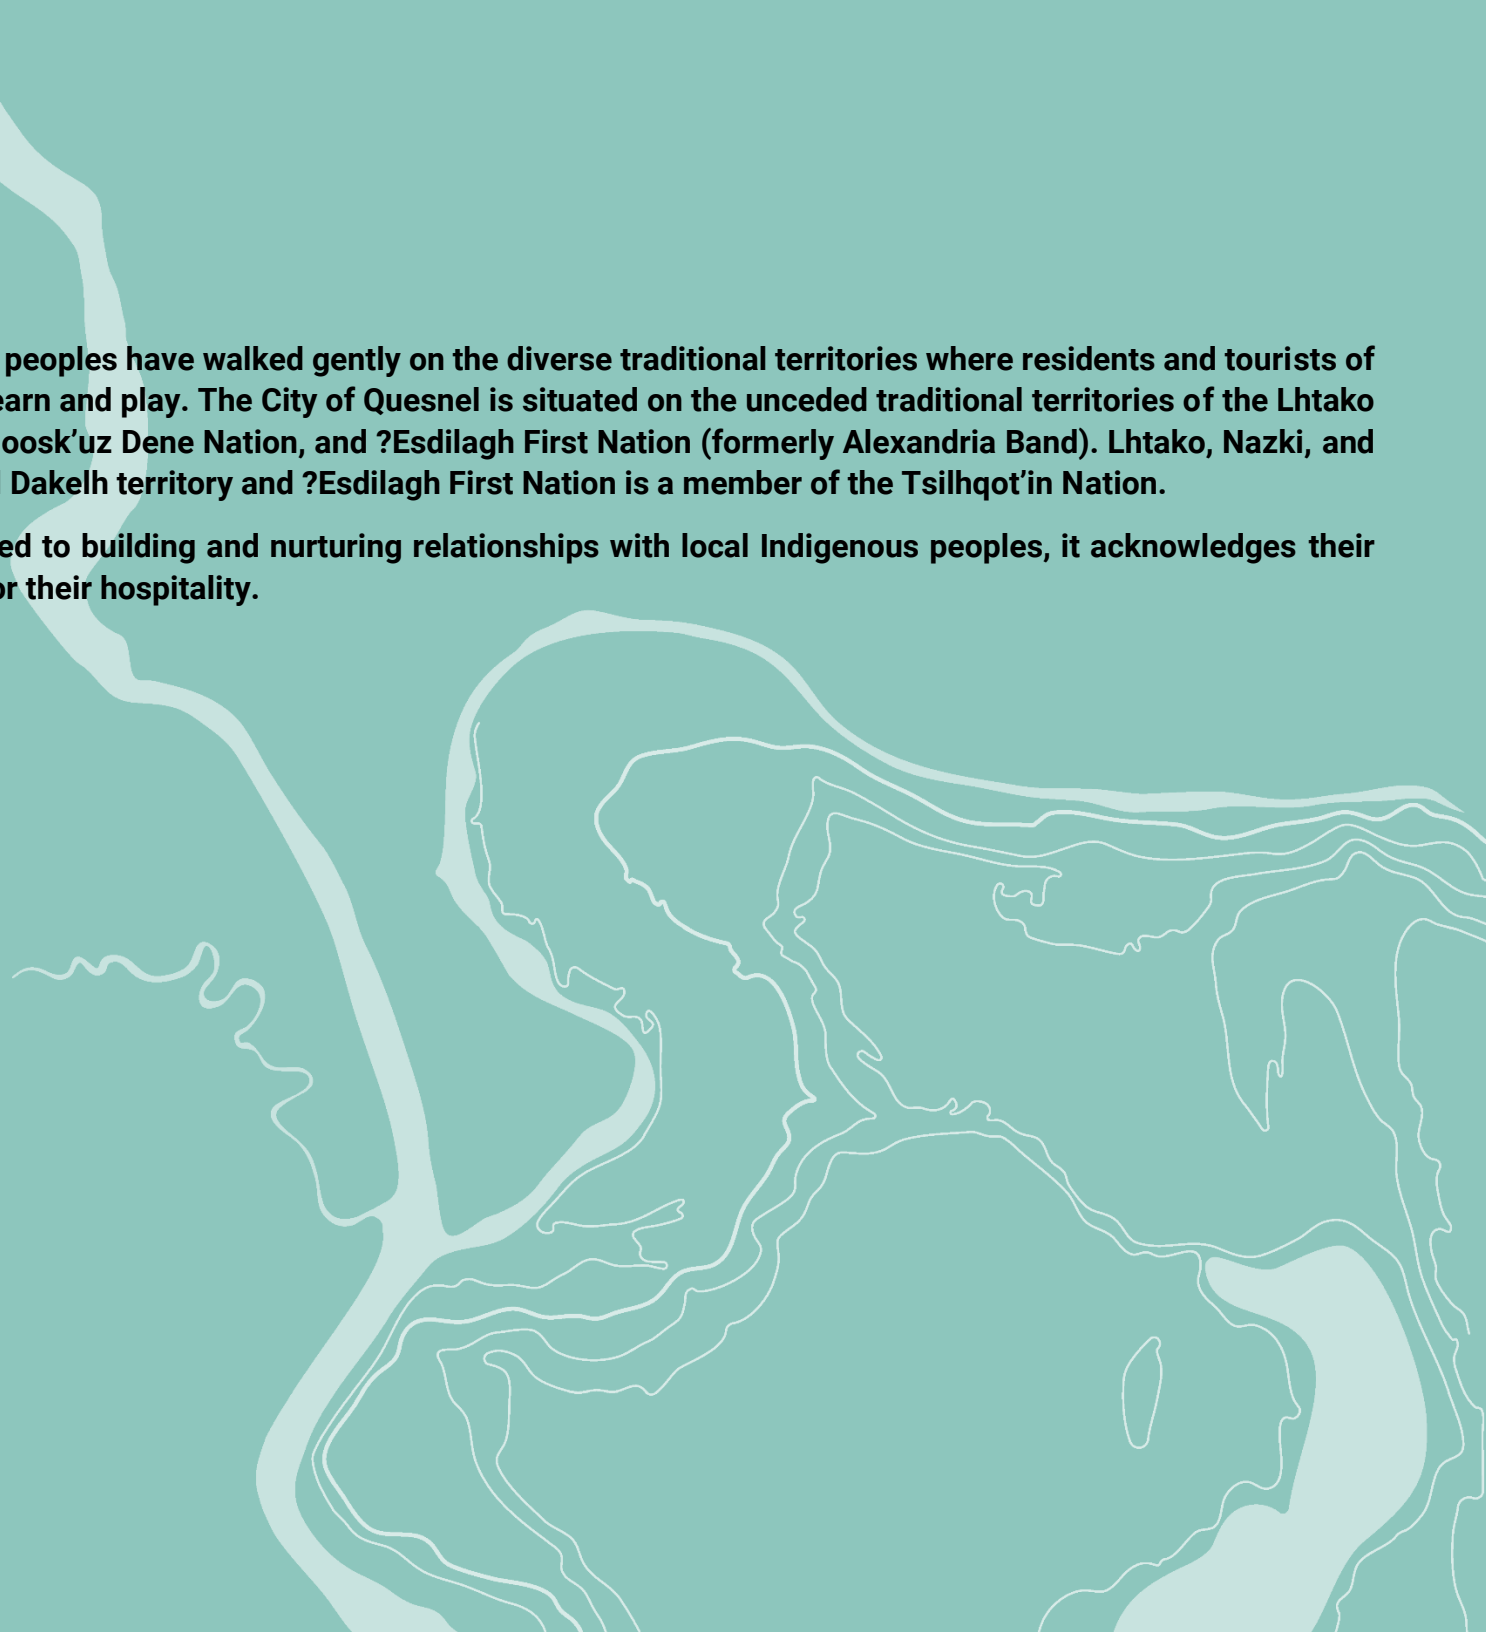 peoples have walked gently on the diverse traditional territories where residents and tourists of
earn and play. The City of Quesnel is situated on the unceded traditional territories of the Lhtako
oosk’uz Dene Nation, and ?Esdilagh First Nation (formerly Alexandria Band). Lhtako, Nazki, and
Dakelh territory and ?Esdilagh First Nation is a member of the Tsilhqot’in Nation.
ed to building and nurturing relationships with local Indigenous peoples, it acknowledges their
or their hospitality.